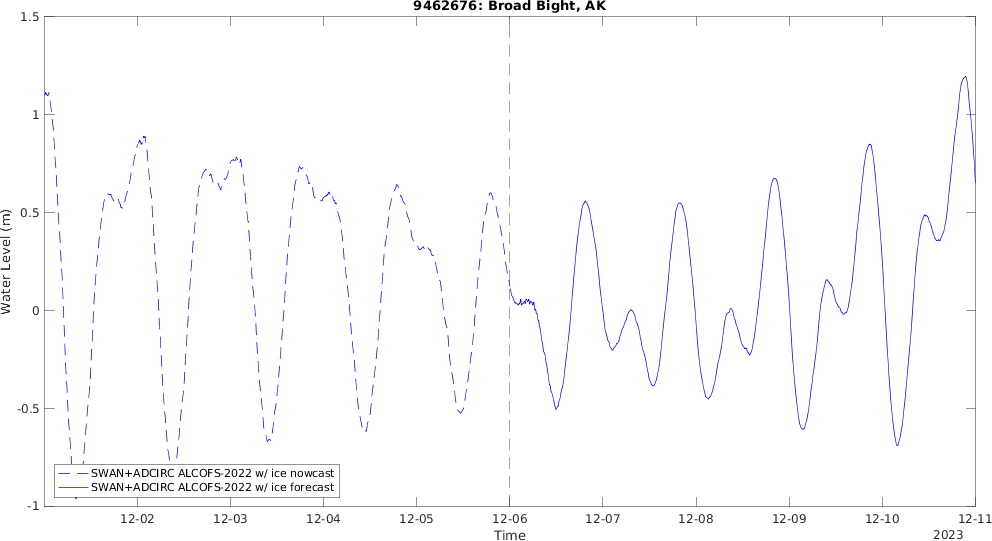 9462676: Broad Bight, AK
1.5
1
0.5
0
-0.5
-1
Water Level (m)
SWAN+ADCIRC ALCOFS-2022 w/ ice nowcast
SWAN+ADCIRC ALCOFS-2022 w/ ice forecast
12-02 12-03 12-04 12-05 12-06 12-07 12-08 12-09 12-10 12-11
Time
2023